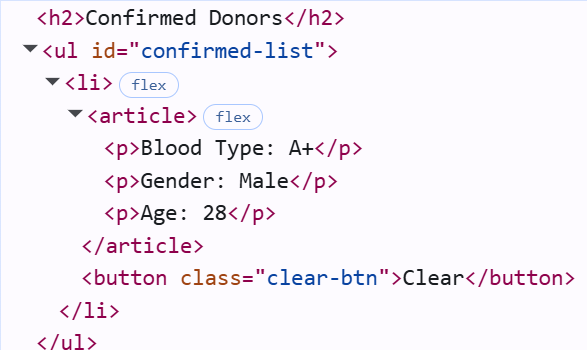 <h2>Confirmed Donors</h2>
<ul id="confirmed-list">
<li> flex
<article> flex
<p>Blood Type: A+</p>
<p>Gender: Male</p>
<p>Age: 28</p>
</article>
<button class="clear-btn">Clear</button>
</li>
</ul>